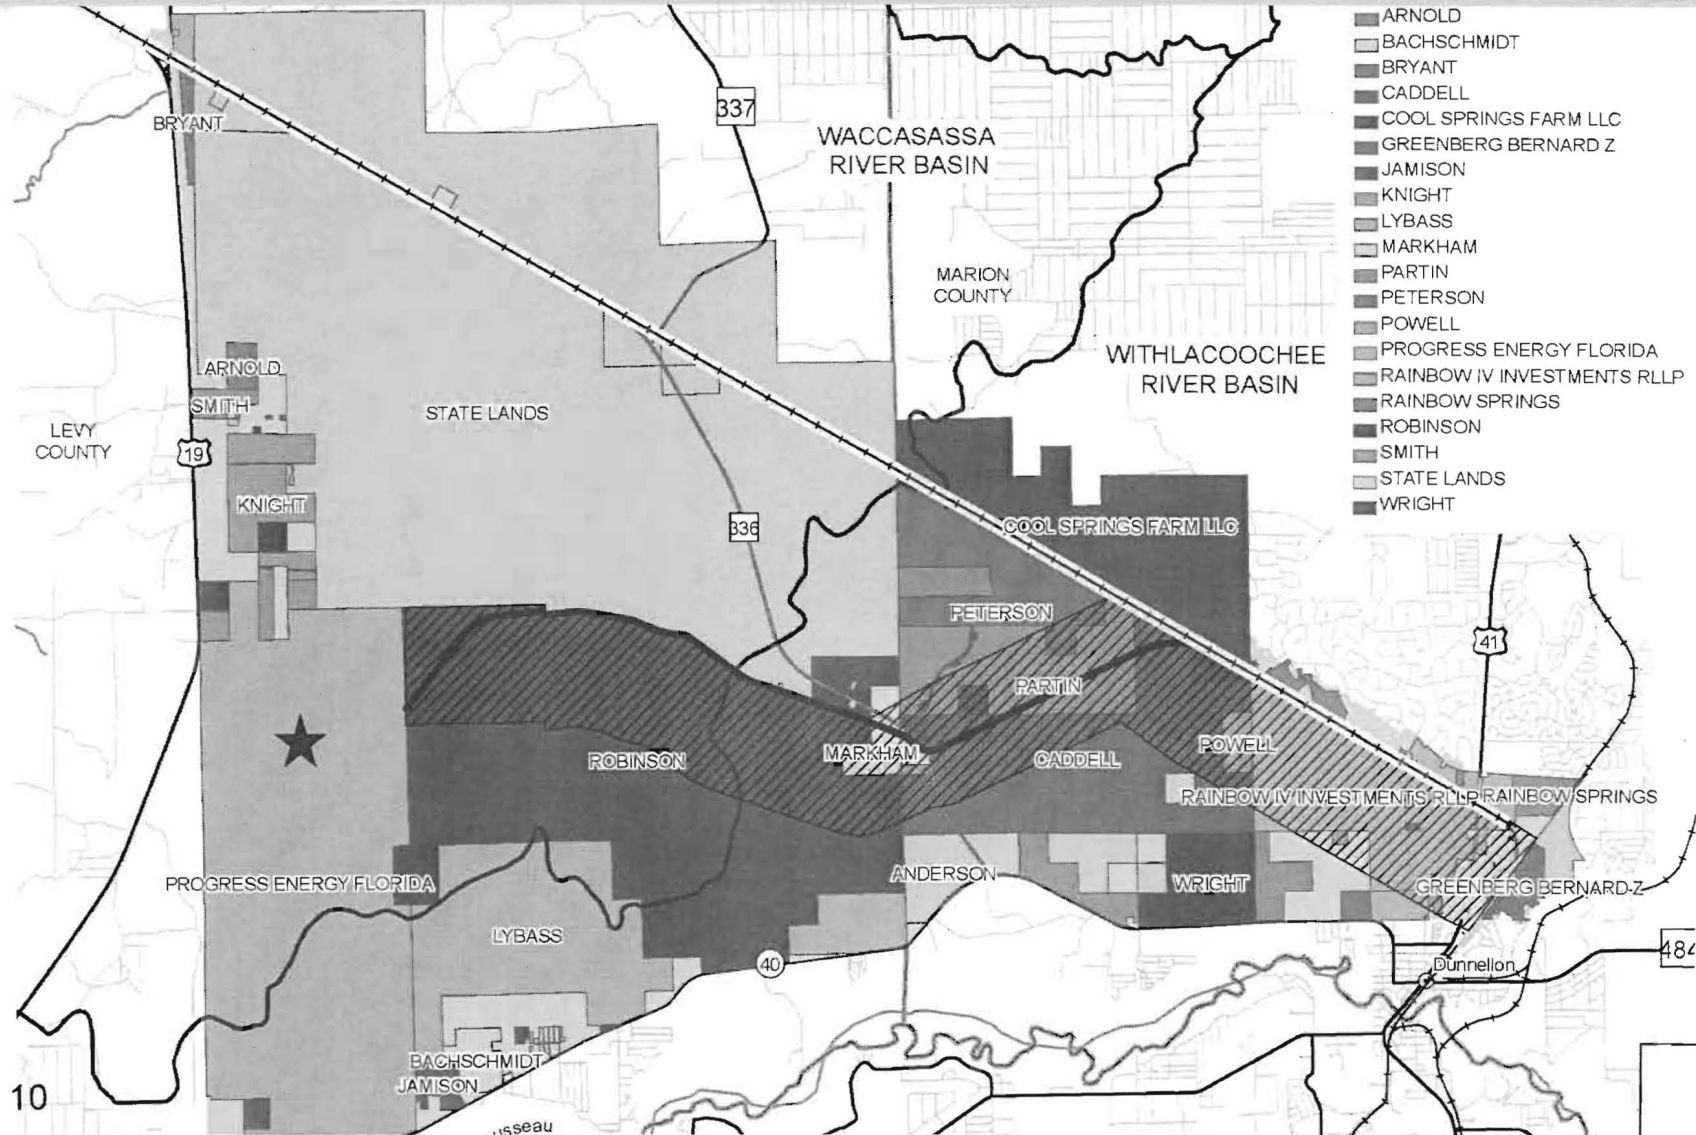 ARNOLD
BACHSCHMIDT
BRYANT
CADDELL
COOL SPRINGS FARM LLC
GREENBERG BERNARD Z
JAMISON
KNIGHT
LYBASS
MARKHAM
PARTIN
PETERSON
POWELL
PROGRESS ENERGY FLORIDA
RAINBOW IV INVESTMENTS RLLP
RAINBOW SPRINGS
ROBINSON
SMITH
STATE LANDS
WRIGHT
337
BRYANT
WACCASASSA
RIVER BASIN
MARION
COUNTY
WITHLACOOCHEE
RIVER BASIN
ARNOLD
SMITH
STATE LANDS
LEVY
COUNTY
19
KNIGHT
336
COOL SPRINGS FARM LLC
PETERSON
41
PARTIN
ROBINSON
MARKHAM
CADDELL
POWELL
RAINBOW IV INVESTMENTS RLLP
RAINBOW SPRINGS
PROGRESS ENERGY FLORIDA
ANDERSON
WRIGHT
GREENBERG BERNARD Z
LYBASS
40
484
Dunnellon
BACHSCHMIDT
JAMISON
10
usseau